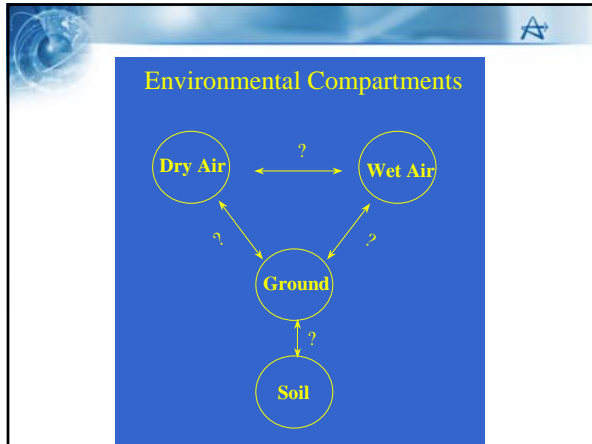 Environmental Compartments
?
Dry Air
Wet Air
?
?
Ground
?
Soil